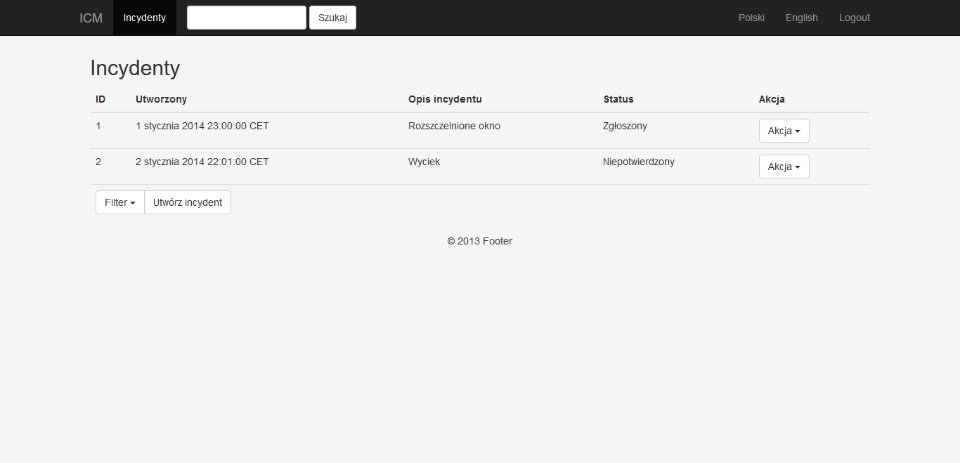 ICM Incydenty Szukaj Polski English Logout
Incydenty
ID Utworzony Opis incydentu Status Akcja
1 1 stycznia 2014 23:00:00 CET Rozszczelnione okno Zgłoszony Akcja
2 2 stycznia 2014 22:01:00 CET Wyciek Niepotwierdzony Akcja
Filter Utwórz incydent
© 2013 Footer